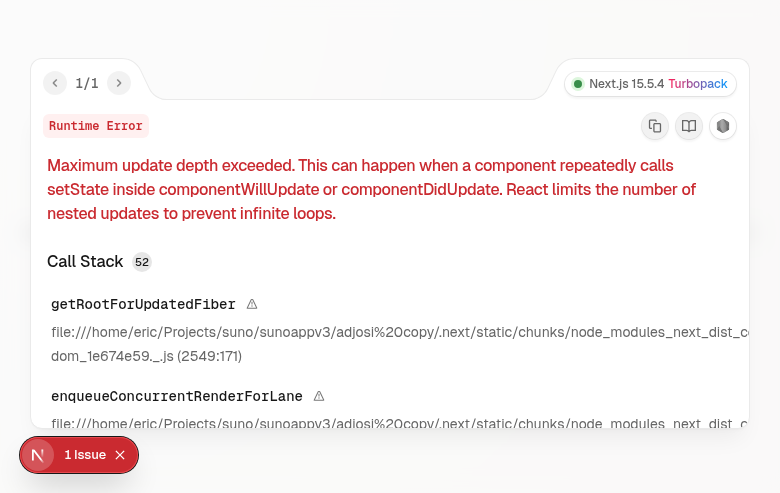 1/1
Next.js 15.5.4 Turbopack
Runtime Error
Maximum update depth exceeded. This can happen when a component repeatedly calls
setState inside componentWillUpdate or componentDidUpdate. React limits the number of
nested updates to prevent infinite loops.
Call Stack 52
getRootForUpdatedFiber
file:///home/eric/Projects/suno/sunoappv3/adjosi%20copy/.next/static/chunks/node_modules_next_dist_c
dom_1e674e59._.js (2549:171)
enqueueConcurrentRenderForLane
file:///home/eric/Projects/suno/sunoappv3/adjosi%20copy/.next/static/chunks/node_modules_next_dist_c
N 1 Issue